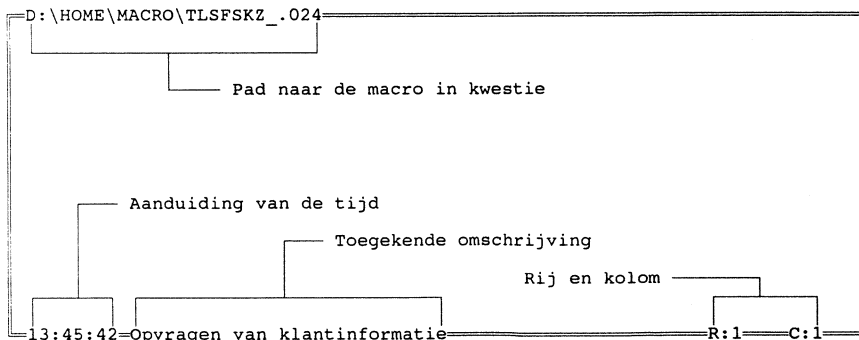 D:\HOME\MACRO\TLSFSKZ_.024
Pad naar de macro in kwestie
Aanduiding van de tijd
Toegekende omschrijving
Rij en kolom
13:45:42 Opvragen van klantinformatie R:1 C:1